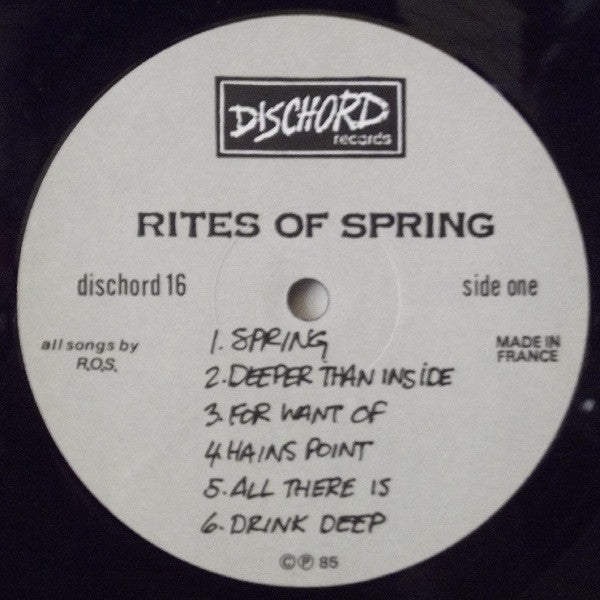 DISCHORD
records
RITES OF SPRING
dischord 16
side one
all songs by
R.O.S.
MADE IN
FRANCE
1. SPRING
2. DEEPER THAN INSIDE
3. FOR WANT OF
4 HAINS POINT
5. ALL THERE IS
6. DRINK DEEP
©℗ 85